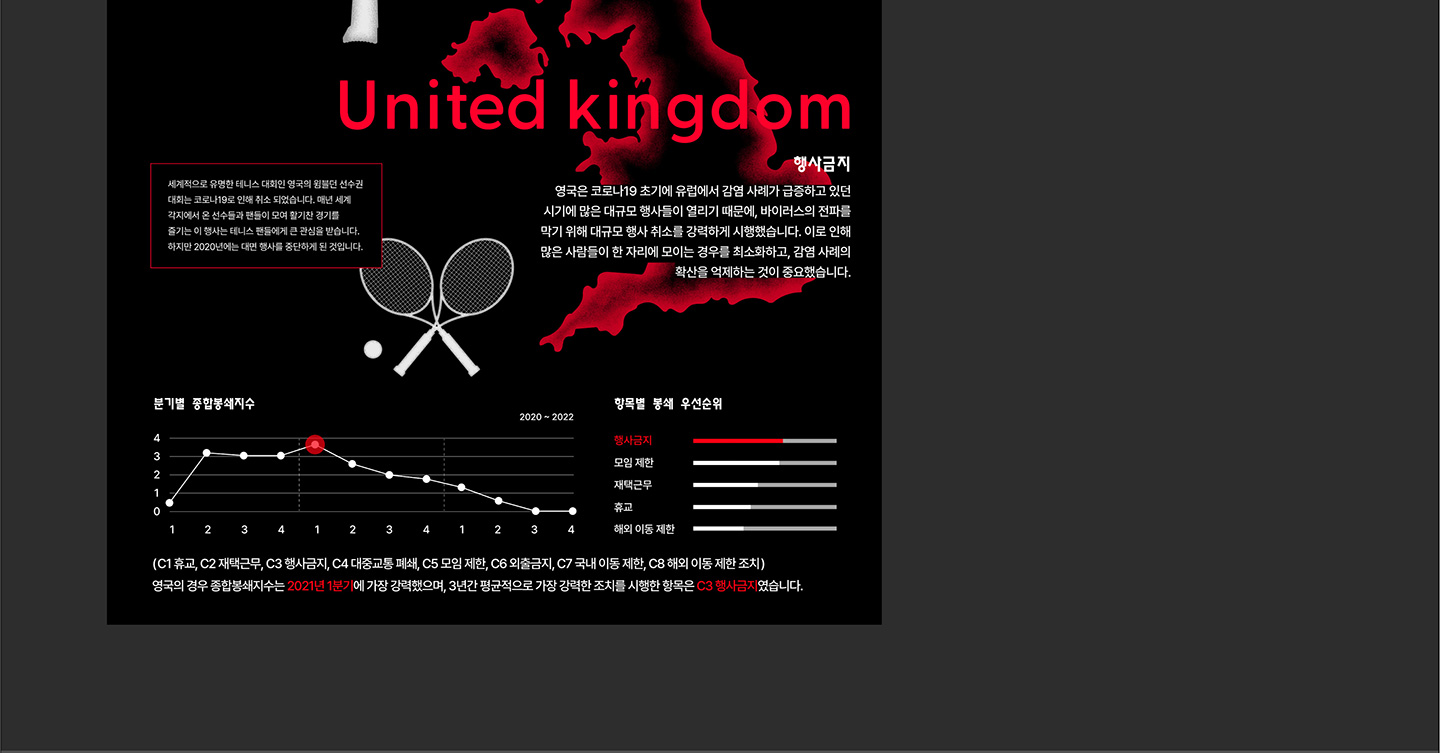 United kingdom
행사금지
영국은 코로나19 초기에 유럽에서 감염 사례가 급증하고 있던
시기에 많은 대규모 행사들이 열리기 때문에, 바이러스의 전파를
막기 위해 대규모 행사 취소를 강력하게 시행했습니다. 이로 인해
많은 사람들이 한 자리에 모이는 경우를 최소화하고, 감염 사례의
확산을 억제하는 것이 중요했습니다.
세계적으로 유명한 테니스 대회인 영국의 윔블던 선수권
대회는 코로나19로 인해 취소 되었습니다. 매년 세계
각지에서 온 선수들과 팬들이 모여 활기찬 경기를
즐기는 이 행사는 테니스 팬들에게 큰 관심을 받습니다.
하지만 2020년에는 대면 행사를 중단하게 된 것입니다.
분기별 종합봉쇄지수
2020 ~ 2022
4
3
2
1
0
1 2 3 4 1 2 3 4 1 2 3 4
항목별 봉쇄 우선순위
행사금지
모임 제한
재택근무
휴교
해외 이동 제한
(C1 휴교, C2 재택근무, C3 행사금지, C4 대중교통 폐쇄, C5 모임 제한, C6 외출금지, C7 국내 이동 제한, C8 해외 이동 제한 조치)
영국의 경우 종합봉쇄지수는 2021년 1분기에 가장 강력했으며, 3년간 평균적으로 가장 강력한 조치를 시행한 항목은 C3 행사금지였습니다.